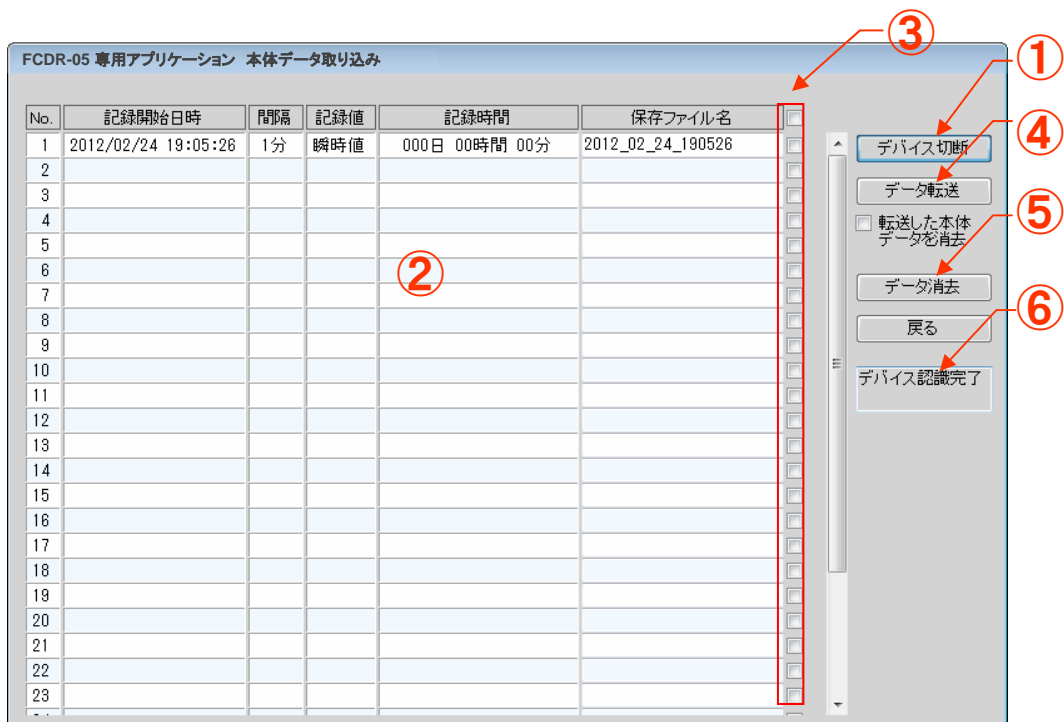 ③
①
FCDR-05 専用アプリケーション 本体データ取り込み
No. 記録開始日時 間隔 記録値 記録時間 保存ファイル名
④
1 2012/02/24 19:05:26 1分 瞬時値 000日 00時間 00分 2012_02_24_190526
デバイス切断
2
データ転送
3
⑤
4
転送した本体
データを消去
5
②
6
データ消去
7
⑥
8
戻る
9
10
デバイス認識完了
11
12
13
14
15
16
17
18
19
20
21
22
23